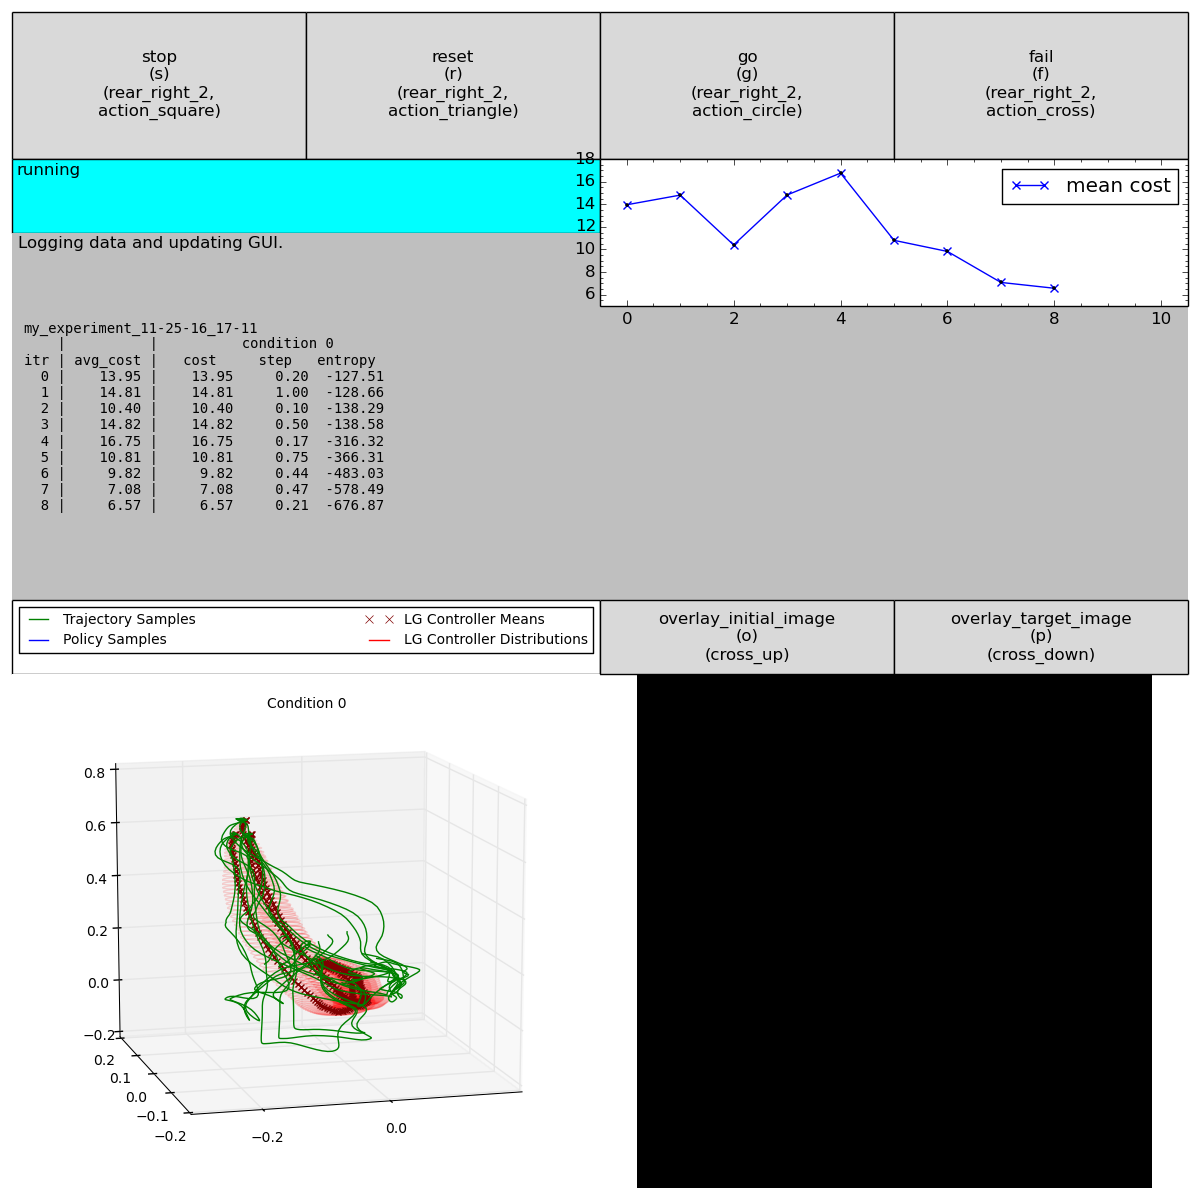 stop
(s)
(rear_right_2,
action_square)
reset
(r)
(rear_right_2,
action_triangle)
go
(g)
(rear_right_2,
action_circle)
fail
(f)
(rear_right_2,
action_cross)
running
18
16
14
12
10
8
6
mean cost
0 2 4 6 8 10
Logging data and updating GUI.
my_experiment_11-25-16_17-11
| | condition 0
itr | avg_cost | cost step entropy
0 | 13.95 | 13.95 0.20 -127.51
1 | 14.81 | 14.81 1.00 -128.66
2 | 10.40 | 10.40 0.10 -138.29
3 | 14.82 | 14.82 0.50 -138.58
4 | 16.75 | 16.75 0.17 -316.32
5 | 10.81 | 10.81 0.75 -366.31
6 | 9.82 | 9.82 0.44 -483.03
7 | 7.08 | 7.08 0.47 -578.49
8 | 6.57 | 6.57 0.21 -676.87
Trajectory Samples
Policy Samples
LG Controller Means
LG Controller Distributions
overlay_initial_image
(o)
(cross_up)
overlay_target_image
(p)
(cross_down)
Condition 0
0.8
0.6
0.4
0.2
0.0
−0.2
0.2
0.1
0.0
−0.1
−0.2
−0.2
0.0